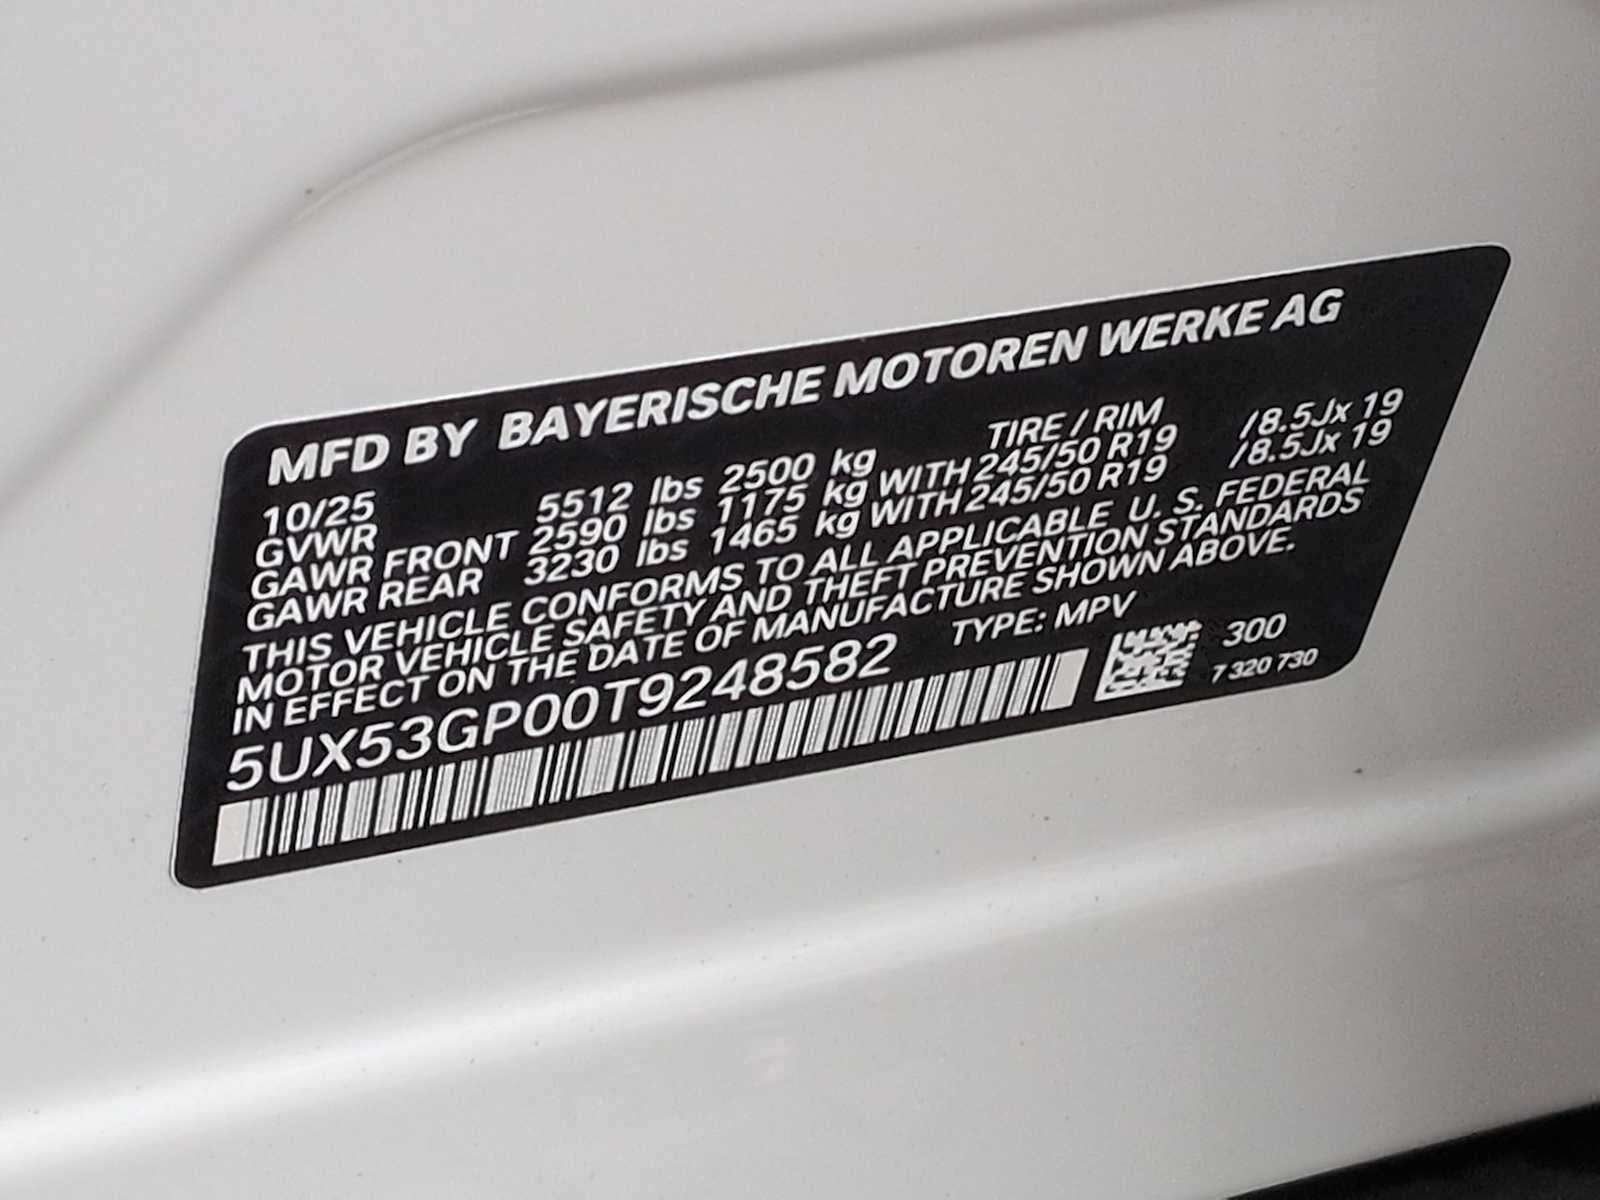 MFD BY BAYERISCHE MOTOREN WERKE AG
10/25 TIRE / RIM
GVWR 5512 lbs 2500 kg
GAWR FRONT 2590 lbs 1175 kg WITH 245/50 R19 /8.5Jx 19
GAWR REAR 3230 lbs 1465 kg WITH 245/50 R19 /8.5Jx 19
THIS VEHICLE CONFORMS TO ALL APPLICABLE U. S. FEDERAL
MOTOR VEHICLE SAFETY AND THEFT PREVENTION STANDARDS
IN EFFECT ON THE DATE OF MANUFACTURE SHOWN ABOVE.
5UX53GP00T9248582 TYPE: MPV
300
7 320 730